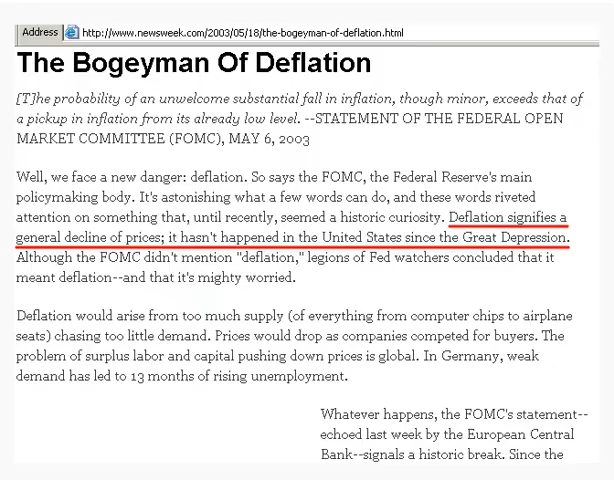 Address http://www.newsweek.com/2003/05/18/the-bogeyman-of-deflation.html
The Bogeyman Of Deflation
[T]he probability of an unwelcome substantial fall in inflation, though minor, exceeds that of
a pickup in inflation from its already low level. --STATEMENT OF THE FEDERAL OPEN
MARKET COMMITTEE (FOMC), MAY 6, 2003
Well, we face a new danger: deflation. So says the FOMC, the Federal Reserve's main
policymaking body. It's astonishing what a few words can do, and these words riveted
attention on something that, until recently, seemed a historic curiosity. Deflation signifies a
general decline of prices; it hasn't happened in the United States since the Great Depression.
Although the FOMC didn't mention "deflation," legions of Fed watchers concluded that it
meant deflation--and that it's mighty worried.
Deflation would arise from too much supply (of everything from computer chips to airplane
seats) chasing too little demand. Prices would drop as companies competed for buyers. The
problem of surplus labor and capital pushing down prices is global. In Germany, weak
demand has led to 13 months of rising unemployment.
Whatever happens, the FOMC's statement--
echoed last week by the European Central
Bank--signals a historic break. Since the